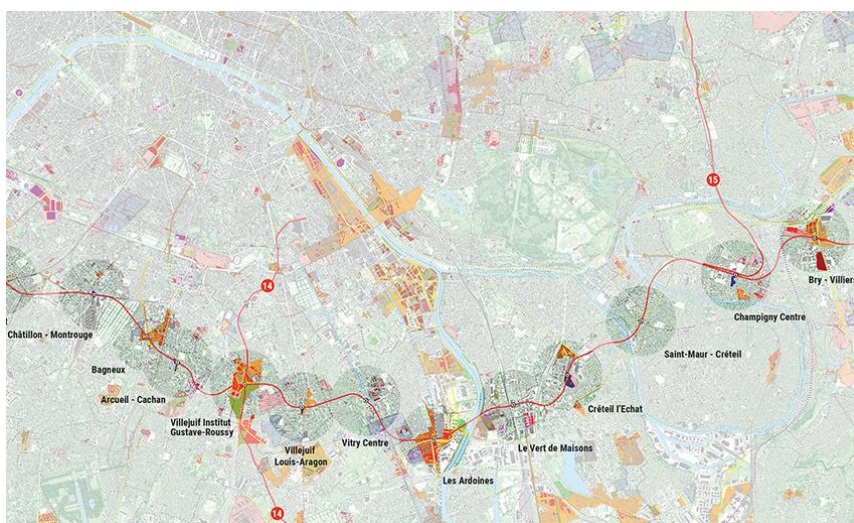 15
14
Bry - Villiers
Champigny Centre
Châtillon - Montrouge
Saint-Maur - Créteil
Bagneux
Arcueil - Cachan
Créteil l'Echat
Villejuif Institut
Gustave-Roussy
Vitry Centre
Le Vert de Maisons
Villejuif
Louis-Aragon
Les Ardoines
14